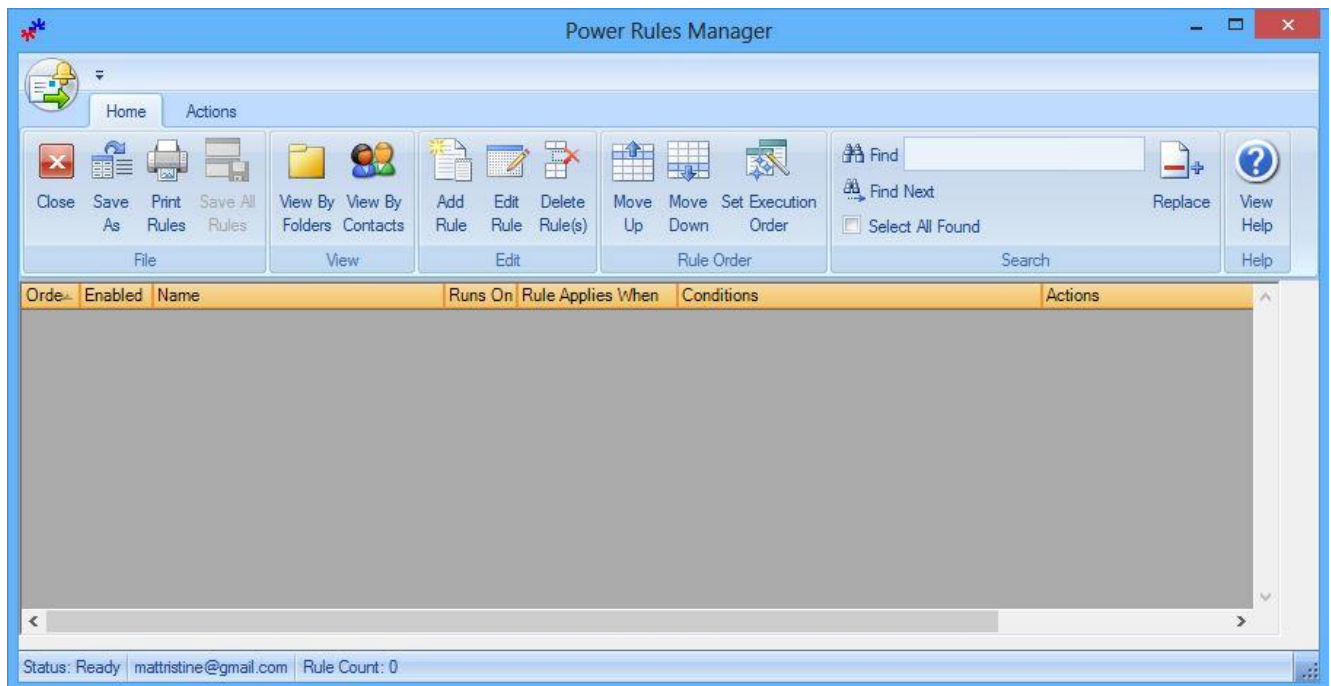 Power Rules Manager
Home Actions
Close Save As Print Rules Save All Rules View By Folders View By Contacts Add Rule Edit Rule Delete Rule(s) Move Up Move Down Set Execution Order Find Replace View Help
Find Next
Select All Found
File View Edit Rule Order Search Help
Orde Enabled Name Runs On Rule Applies When Conditions Actions
Status: Ready mattristine@gmail.com Rule Count: 0